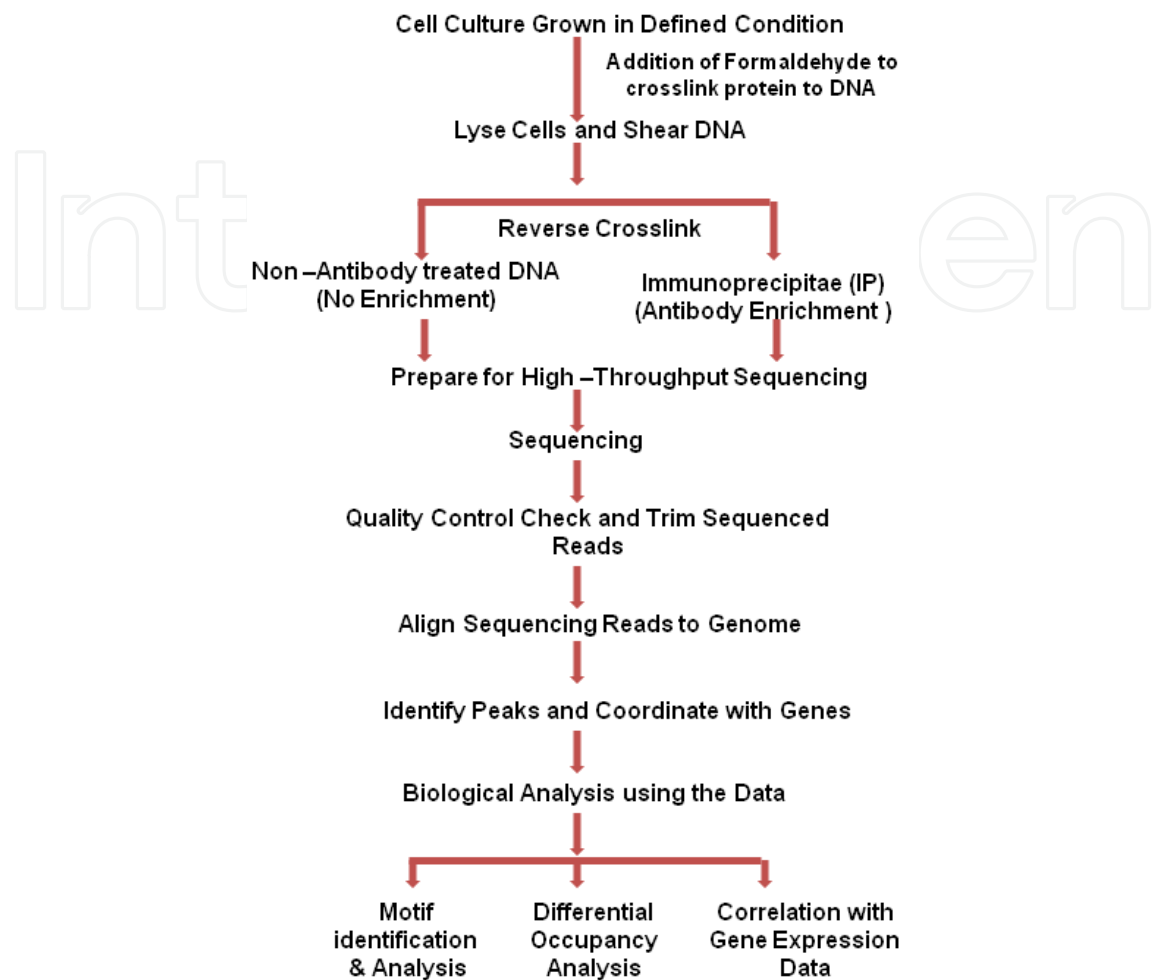 Cell Culture Grown in Defined Condition
Addition of Formaldehyde to
crosslink protein to DNA
Lyse Cells and Shear DNA
Int
en
Reverse Crosslink
Non –Antibody treated DNA
(No Enrichment)
Immunoprecipitae (IP)
(Antibody Enrichment )
Prepare for High –Throughput Sequencing
Sequencing
Quality Control Check and Trim Sequenced
Reads
Align Sequencing Reads to Genome
Identify Peaks and Coordinate with Genes
Biological Analysis using the Data
Motif
identification
& Analysis
Differential
Occupancy
Analysis
Correlation with
Gene Expression
Data